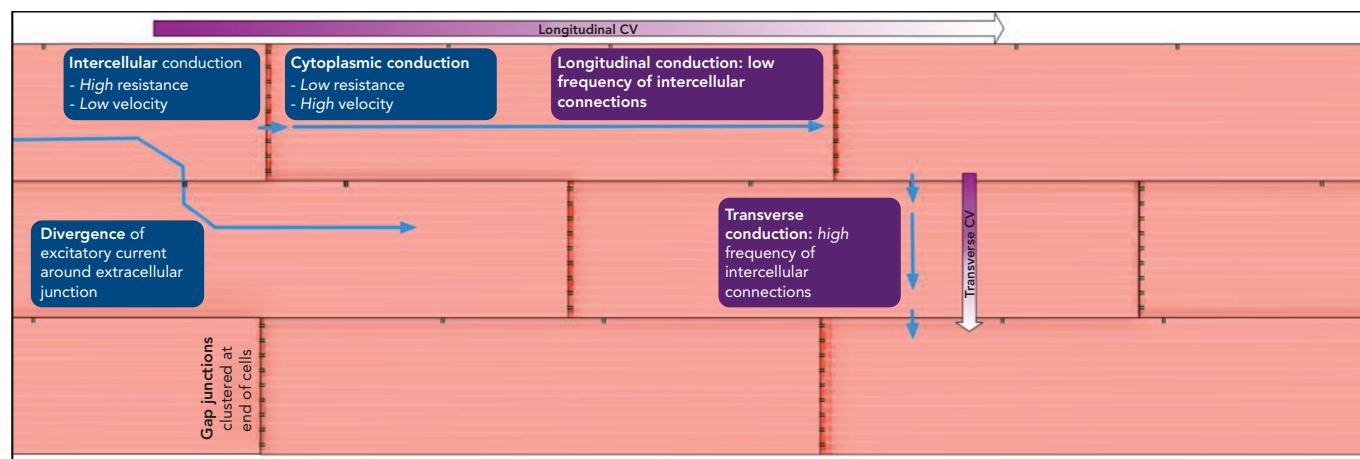 Longitudinal CV
Intercellular conduction
- High resistance
- Low velocity
Cytoplasmic conduction
- Low resistance
- High velocity
Longitudinal conduction: low
frequency of intercellular
connections
Divergence of
excitatory current
around extracellular
junction
Transverse
conduction: high
frequency of
intercellular
connections
Transverse CV
Gap junctions
clustered at
end of cells